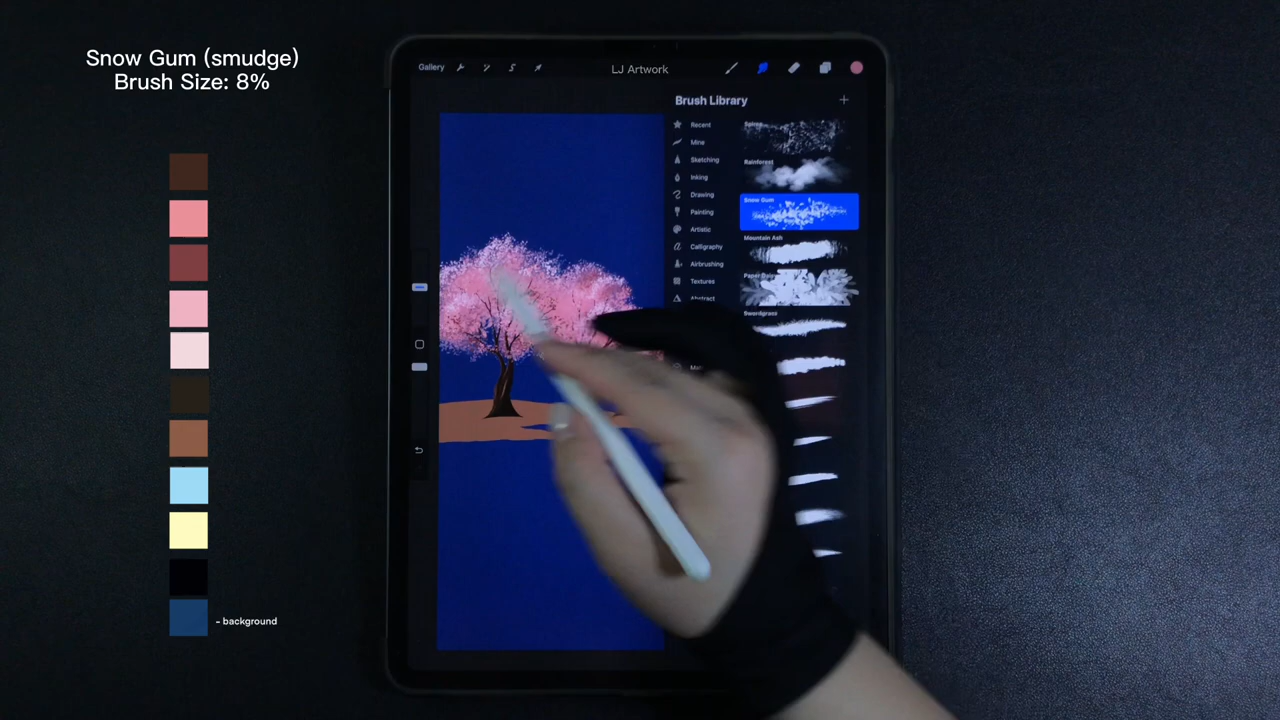 Snow Gum (smudge)
Brush Size: 8%
Gallery
LJ Artwork
Brush Library
Recent
Mine
Sketching
Inking
Drawing
Painting
Artistic
Calligraphy
Airbrushing
Textures
Abstract
Rainforest
Snow Gum
Mountain Ash
Swordgrass
- background